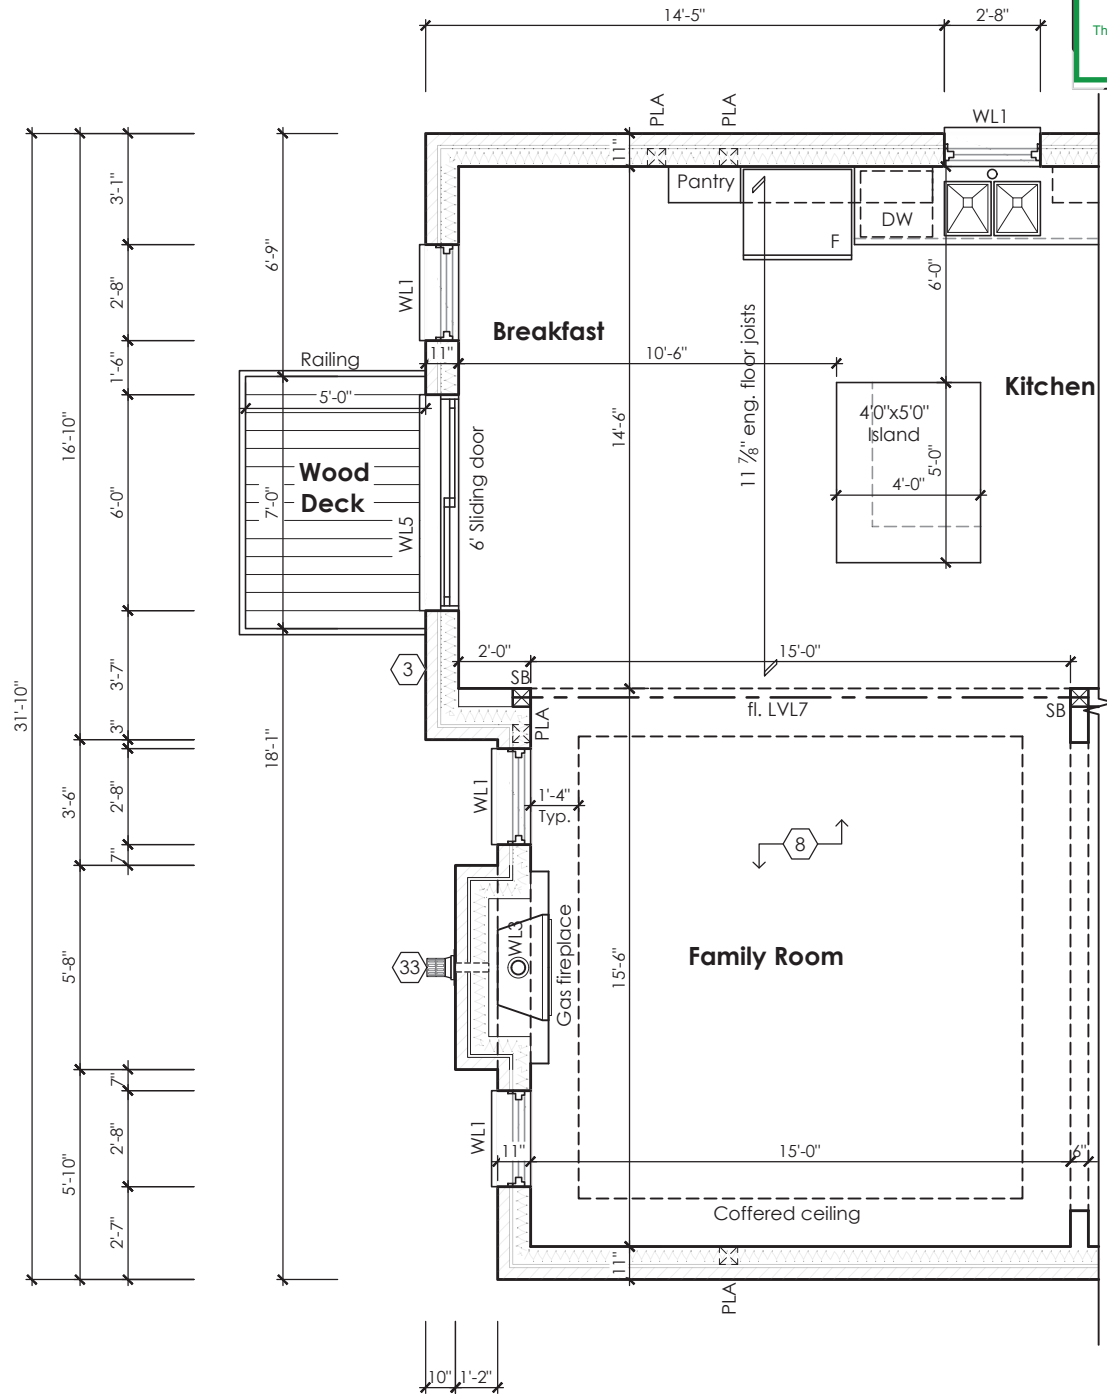 14'-5"
2'-8"
Th
PLA
PLA
WL1
11"
Pantry
DW
F
3'-1"
6'-9"
2'-8"
WL1
6'-0"
Breakfast
11 7/8" eng. floor joists
11"
10'-6"
Railing
1'-6"
Kitchen
5'-0"
4'0"x5'0"
Island
14'-6"
16'-10"
5'-0"
4'-0"
Wood
Deck
7'-0"
6'-0"
WL5
6' Sliding door
2'-0"
15'-0"
3
SB
3'-7"
31'-10"
fl. LVL7
SB
PLA
3"
18'-1"
WL1
1'-4"
Typ.
2'-8"
3'-6"
8
7"
Gas fireplace
WL3
Family Room
33
5'-8"
15'-6"
7"
WL1
2'-8"
11"
15'-0"
6"
5'-10"
Coffered ceiling
2'-7"
11"
PLA
10"
1'-2"